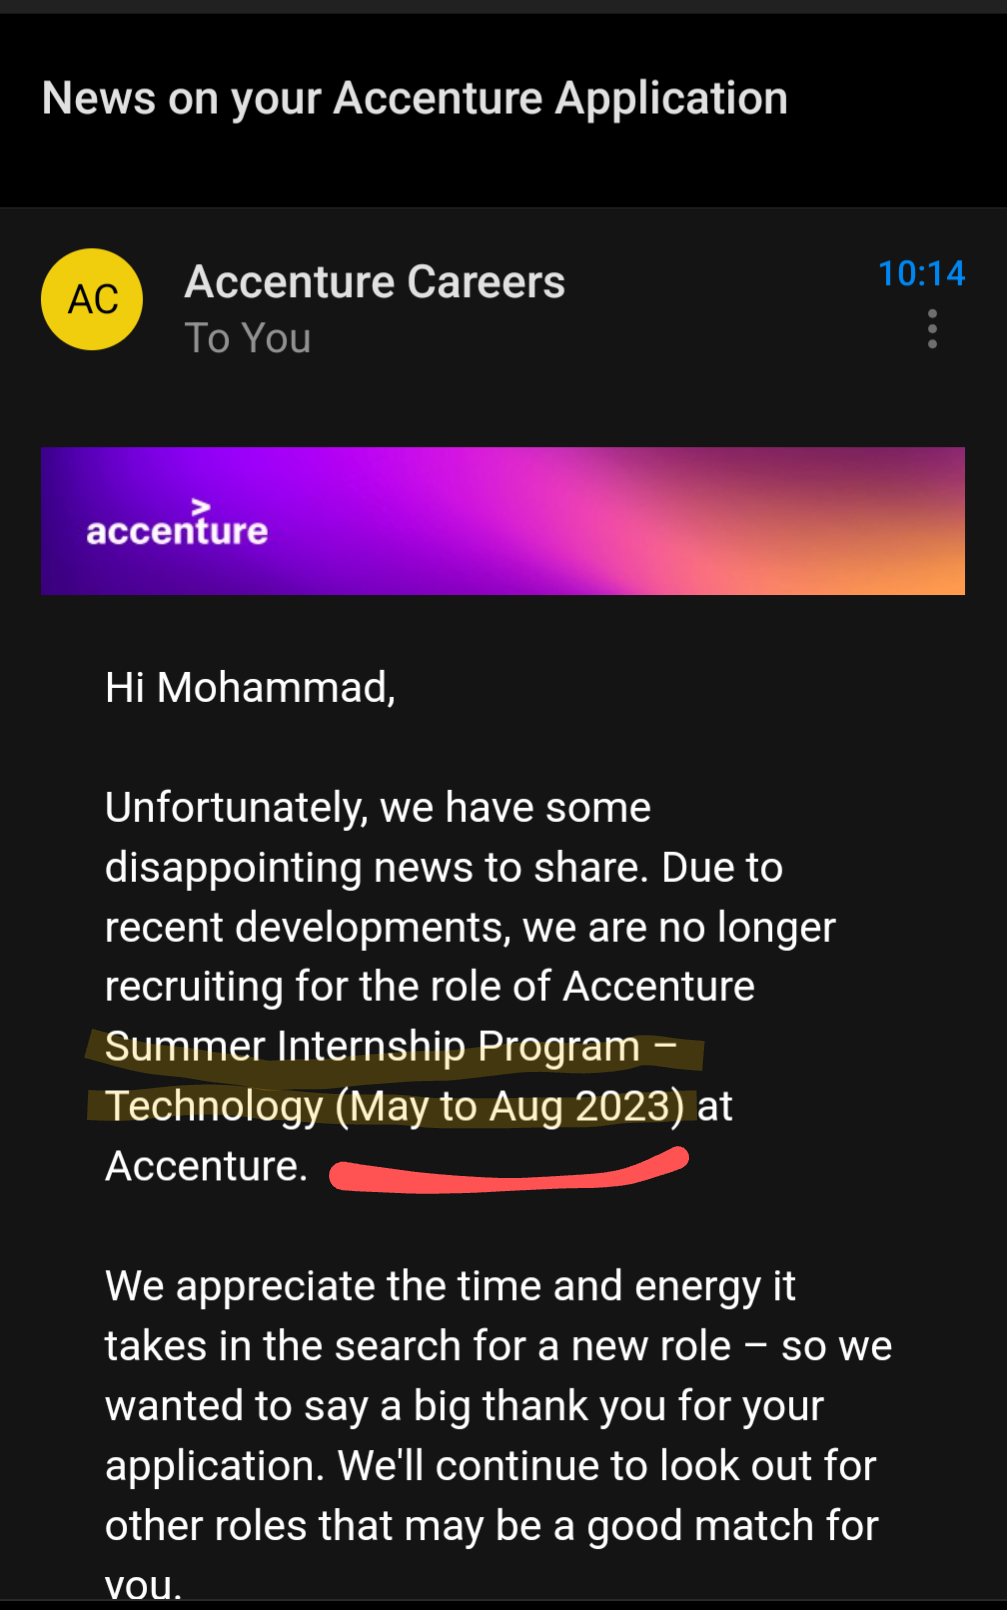 News on your Accenture Application
AC
Accenture Careers
10:14
To You
>
accenture
Hi Mohammad,
Unfortunately, we have some
disappointing news to share. Due to
recent developments, we are no longer
recruiting for the role of Accenture
Summer Internship Program –
Technology (May to Aug 2023) at
Accenture.
We appreciate the time and energy it
takes in the search for a new role – so we
wanted to say a big thank you for your
application. We'll continue to look out for
other roles that may be a good match for
you.